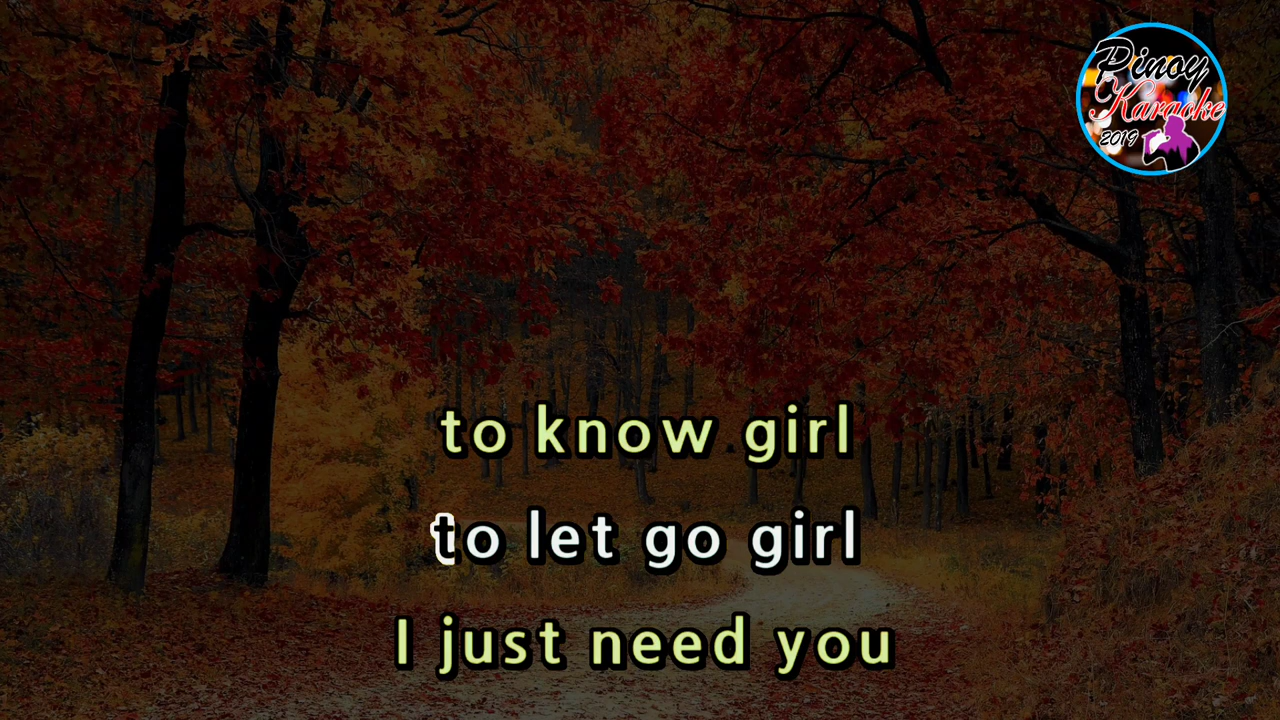 Pinoy
Karaoke
2019
to know girl
to let go girl
I just need you